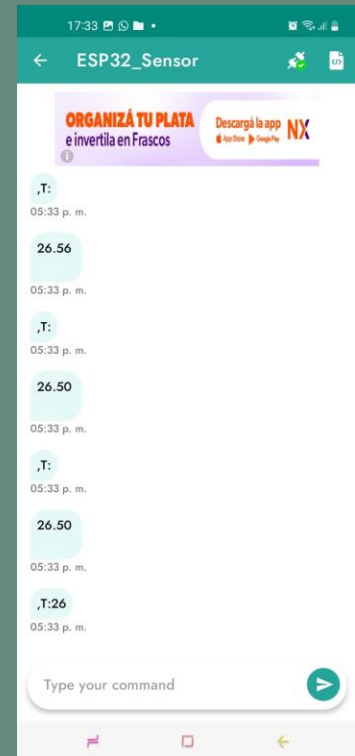 17:33
ESP32_Sensor
ORGANIZÁ TU PLATA
e invertila en Frascos
Descargá la app
App Store Google Play
NX
,T:
05:33 p. m.
26.56
05:33 p. m.
,T:
05:33 p. m.
26.50
05:33 p. m.
,T:
05:33 p. m.
26.50
05:33 p. m.
,T:26
05:33 p. m.
Type your command